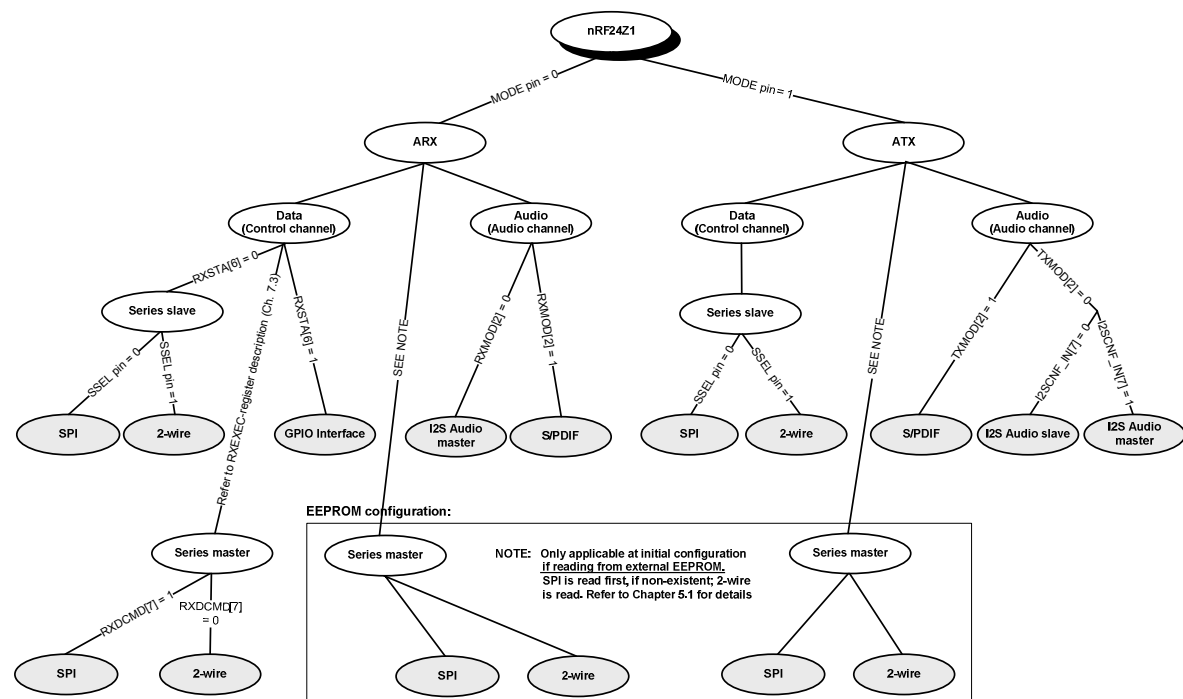 nRF24Z1
MODE pin = 0
MODE pin = 1
ARX
ATX
Data
(Control channel)
Audio
(Audio channel)
Data
(Control channel)
Audio
(Audio channel)
RXSTA[6] = 0
Refer to RXEXEC-register description (Ch. 7.3)
RXSTA[6] = 1
SEE NOTE
RXMOD[2] = 0
RXMOD[2] = 1
SEE NOTE
TXMOD[2] = 1
TXMOD[2] = 0
Series slave
Series slave
SSEL pin = 0
SSEL pin = 1
SSEL pin = 0
SSEL pin = 1
I2SCNF_IN[7] = 0
I2SCNF_IN[7] = 1
SPI
2-wire
GPIO Interface
I2S Audio
master
S/PDIF
SPI
2-wire
S/PDIF
I2S Audio slave
I2S Audio
master
EEPROM configuration:
Series master
Series master
NOTE: Only applicable at initial configuration
if reading from external EEPROM.
SPI is read first, if non-existent; 2-wire
is read. Refer to Chapter 5.1 for details
Series master
RXDCMD[7] = 1
RXDCMD[7]
= 0
SPI
2-wire
SPI
2-wire
SPI
2-wire